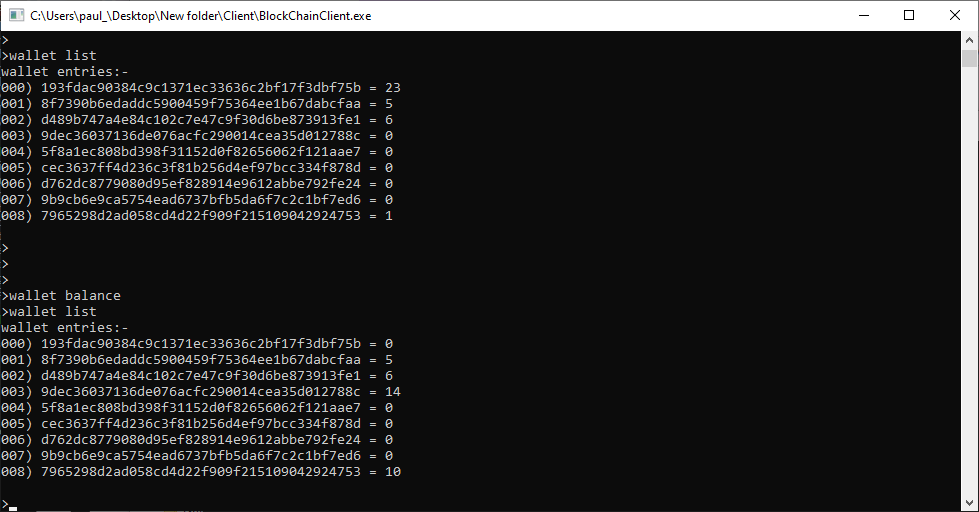 C:\Users\paul_\Desktop\New folder\Client\BlockChainClient.exe
>
>wallet list
wallet entries:-
000) 193fdac90384c9c1371ec33636c2bf17f3dbf75b = 23
001) 8f7390b6edaddc5900459f75364ee1b67dabcfaa = 5
002) d489b747a4e84c102c7e47c9f30d6be873913fe1 = 6
003) 9dec36037136de076acfc290014cea35d012788c = 0
004) 5f8a1ec808bd398f31152d0f82656062f121aae7 = 0
005) cec3637ff4d236c3f81b256d4ef97bcc334f878d = 0
006) d762dc8779080d95ef828914e9612abbe792fe24 = 0
007) 9b9cb6e9ca5754ead6737bfb5da6f7c2c1bf7ed6 = 0
008) 7965298d2ad058cd4d22f909f215109042924753 = 1
>
>
>
>wallet balance
>wallet list
wallet entries:-
000) 193fdac90384c9c1371ec33636c2bf17f3dbf75b = 0
001) 8f7390b6edaddc5900459f75364ee1b67dabcfaa = 5
002) d489b747a4e84c102c7e47c9f30d6be873913fe1 = 6
003) 9dec36037136de076acfc290014cea35d012788c = 14
004) 5f8a1ec808bd398f31152d0f82656062f121aae7 = 0
005) cec3637ff4d236c3f81b256d4ef97bcc334f878d = 0
006) d762dc8779080d95ef828914e9612abbe792fe24 = 0
007) 9b9cb6e9ca5754ead6737bfb5da6f7c2c1bf7ed6 = 0
008) 7965298d2ad058cd4d22f909f215109042924753 = 10
>